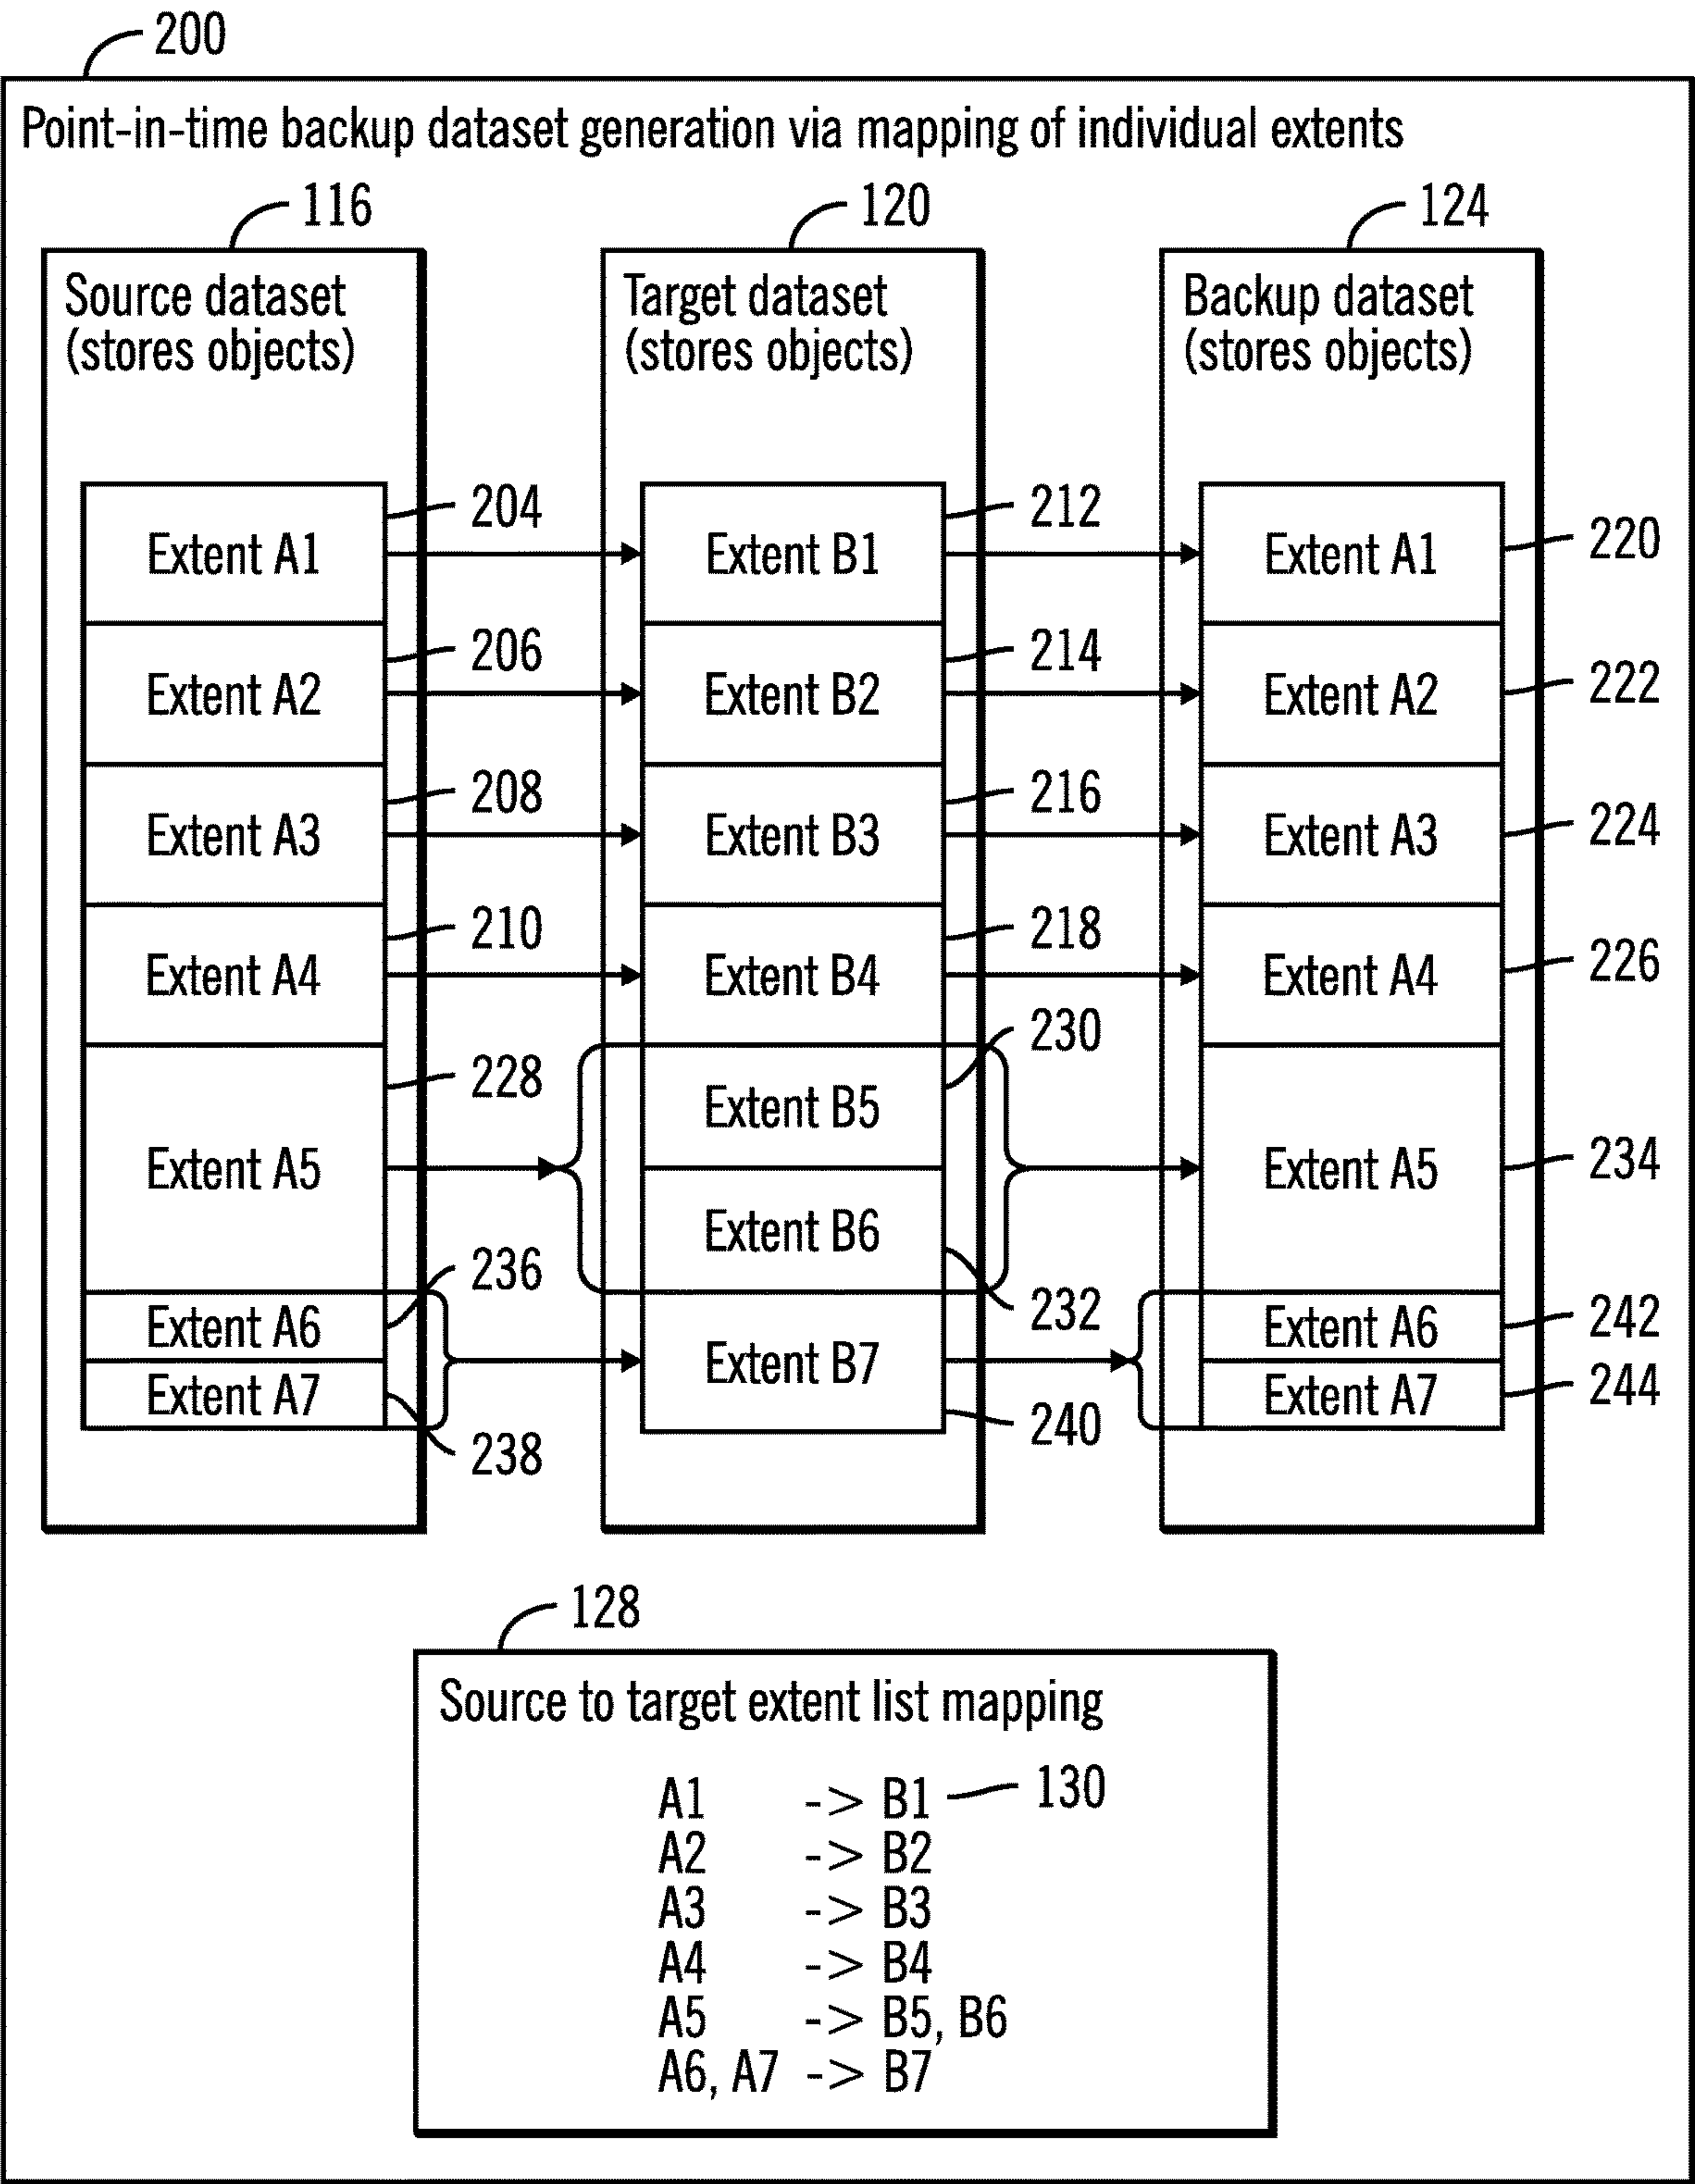 200
Point-in-time backup dataset generation via mapping of individual extents
116
120
124
Source dataset
(stores objects)
Target dataset
(stores objects)
Backup dataset
(stores objects)
Extent A1
204
Extent B1
212
Extent A1
220
Extent A2
206
Extent B2
214
Extent A2
222
Extent A3
208
Extent B3
216
Extent A3
224
Extent A4
210
Extent B4
218
Extent A4
226
Extent A5
228
Extent B5
230
Extent B6
232
Extent A5
234
Extent A6
236
Extent A7
238
Extent B7
240
Extent A6
242
Extent A7
244
128
Source to target extent list mapping
A1 -> B1 130
A2 -> B2
A3 -> B3
A4 -> B4
A5 -> B5, B6
A6, A7 -> B7